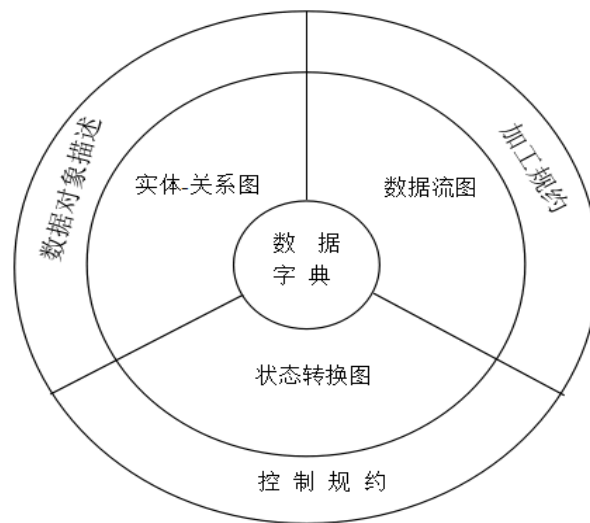 数据对象描述
加工规约
实体-关系图
数据流图
数 据
字 典
状态转换图
控 制 规 约